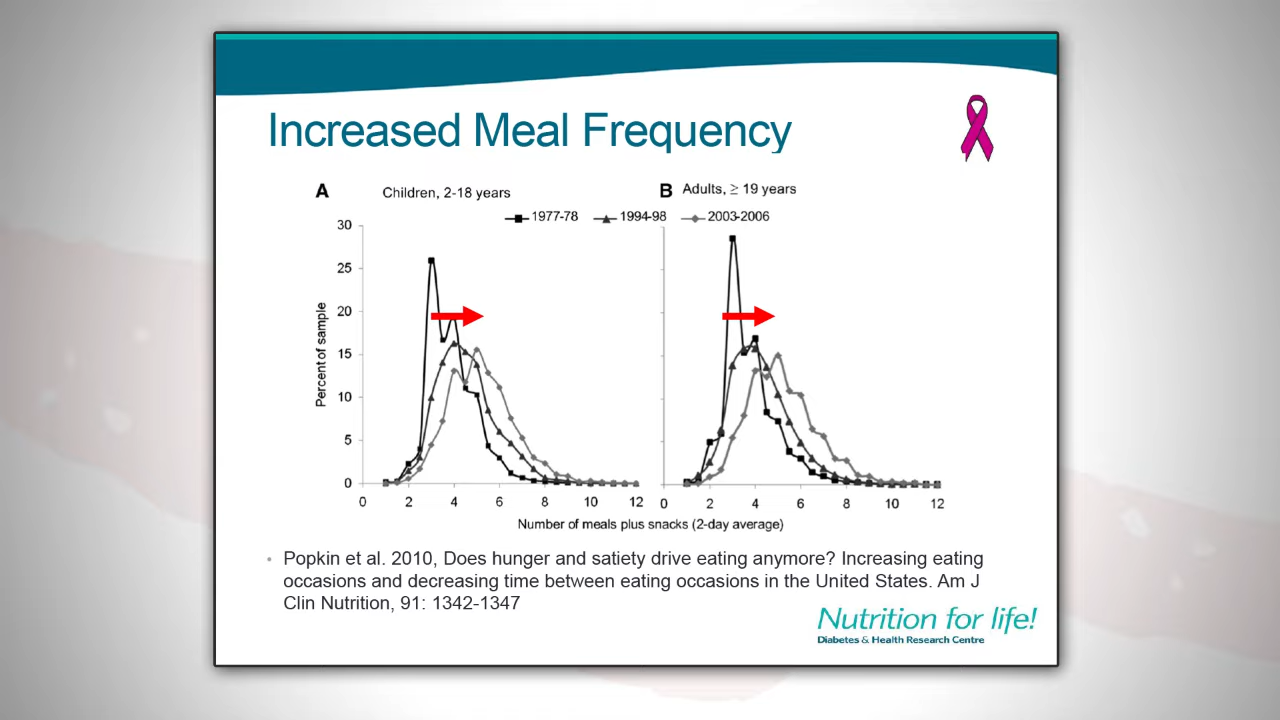 Increased Meal Frequency
A Children, 2-18 years
B Adults, ≥ 19 years
1977-78 1994-98 2003-2006
Percent of sample
30
25
20
15
10
5
0
0 2 4 6 8 10 12
0 2 4 6 8 10 12
Number of meals plus snacks (2-day average)
• Popkin et al. 2010, Does hunger and satiety drive eating anymore? Increasing eating
occasions and decreasing time between eating occasions in the United States. Am J
Clin Nutrition, 91: 1342-1347
Nutrition for life!
Diabetes & Health Research Centre